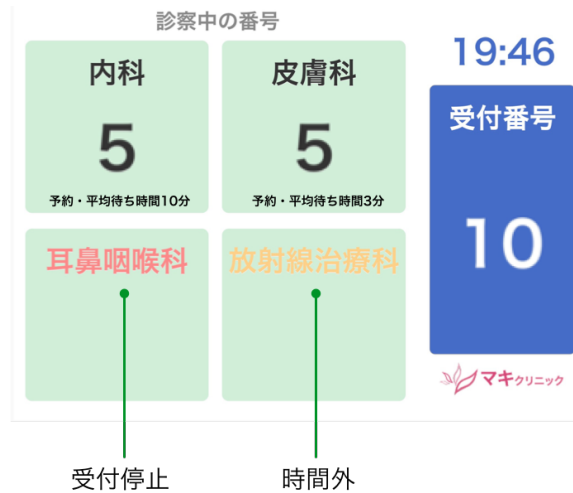 診察中の番号
内科
5
予約・平均待ち時間10分
皮膚科
5
予約・平均待ち時間3分
耳鼻咽喉科
放射線治療科
19:46
受付番号
10
マキクリニック
受付停止
時間外